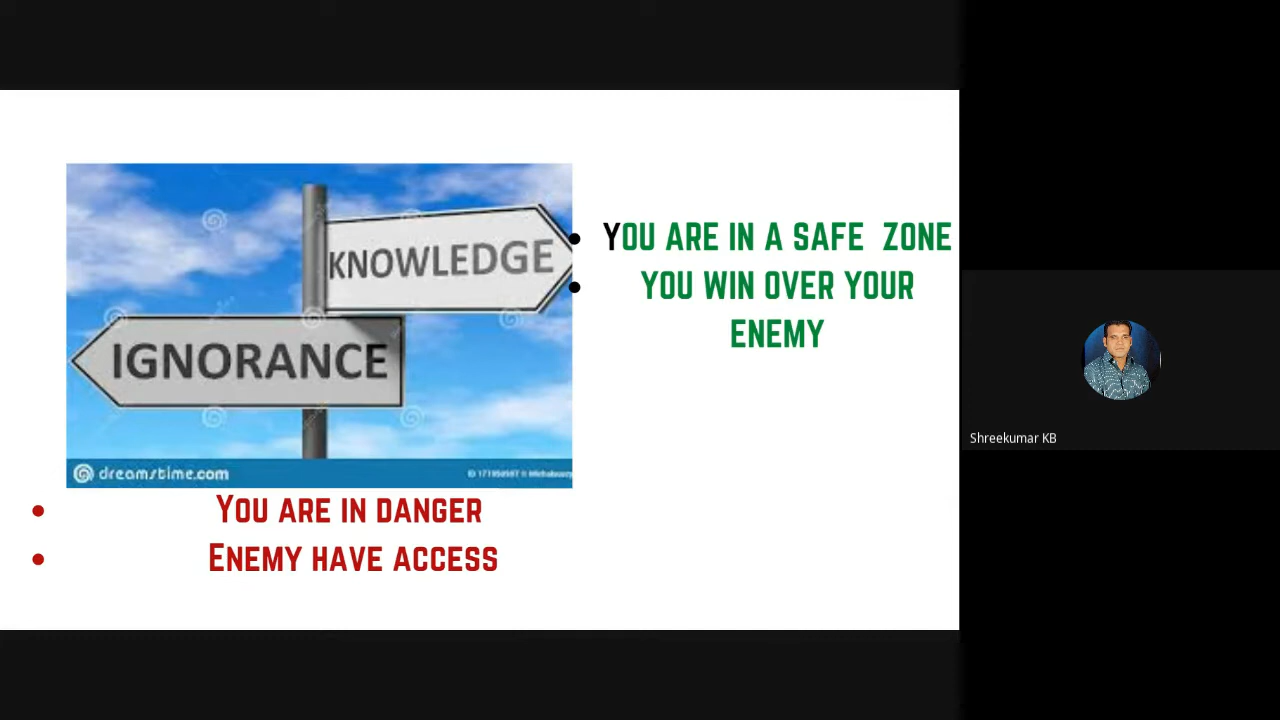 KNOWLEDGE
IGNORANCE
dreamstime.com
YOU ARE IN A SAFE ZONE
YOU WIN OVER YOUR
ENEMY
YOU ARE IN DANGER
ENEMY HAVE ACCESS
Shreekumar KB